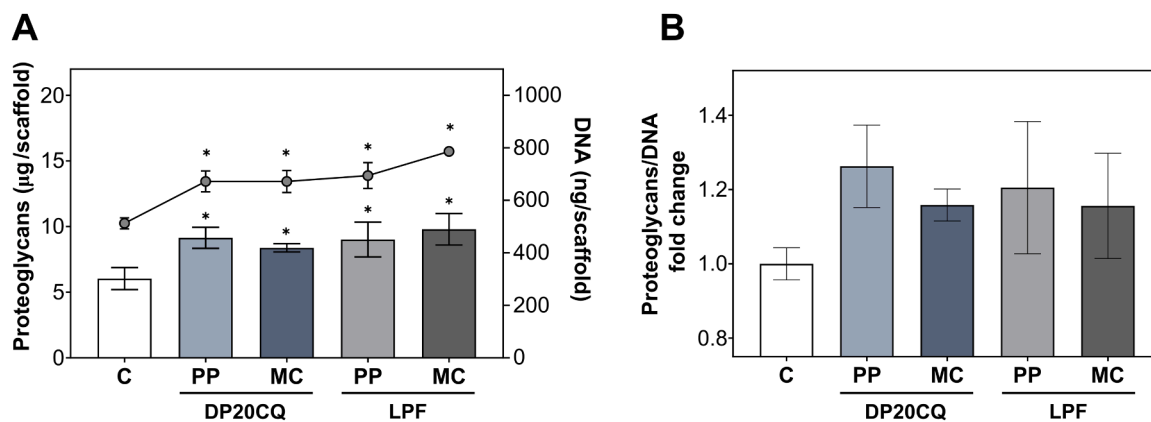 A
Proteoglycans (µg/scaffold)
20
15
10
5
0
* * * *
* * * *
1000
800
600
400
200
0
DNA (ng/scaffold)
C PP MC PP MC
DP20CQ LPF
B
Proteoglycans/DNA
fold change
1.4
1.2
1.0
0.8
C PP MC PP MC
DP20CQ LPF